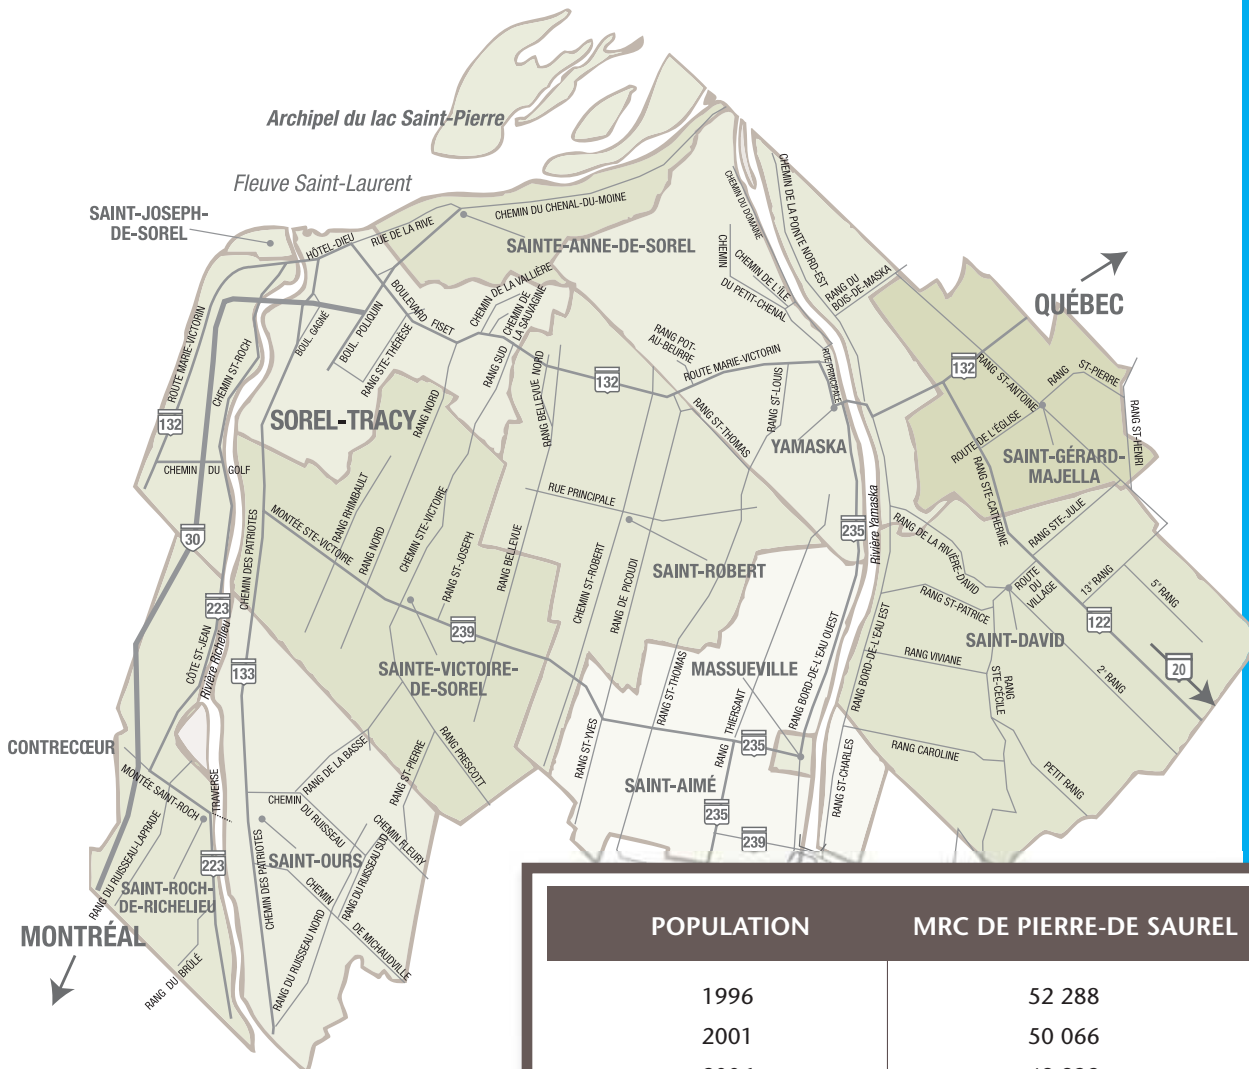 Archipel du lac Saint-Pierre
Fleuve Saint-Laurent
SAINT-JOSEPH-
DE-SOREL
HÔTEL-DIEU
RUE DE LA RIVE
CHEMIN DU CHENAL-DU-MOINE
SAINTE-ANNE-DE-SOREL
CHEMIN DU DOMAINE
CHEMIN DE LA POINTE NORD-EST
CHEMIN
DU PETIT-CHENAL
CHEMIN DE L'ÎLE
RANG DU
BOIS-DE-MASKA
QUÉBEC
ROUTE MARIE-VICTORIN
CHEMIN ST-ROCH
BOUL. GAGNÉ
BOUL. POLIQUIN
RANG STE-THÉRÈSE
BOULEVARD
FISET
CHEMIN DE LA VALLIÈRE
CHEMIN DE
LA SAUVAGINE
RANG SUD
RANG NORD
RANG BELLEVUE NORD
132
RANG POT-
AU-BEURRE
ROUTE MARIE-VICTORIN
RUE PRINCIPALE
RANG ST-LOUIS
RANG ST-THOMAS
YAMASKA
132
RANG ST-ANTOINE
RANG
ST-PIERRE
RANG ST-HENRI
ROUTE DE L'ÉGLISE
SAINT-GÉRARD-
MAJELLA
RANG STE-CATHERINE
132
SOREL-TRACY
CHEMIN DU GOLF
30
MONTÉE STE-VICTOIRE
RANG RHIMBAULT
RANG NORD
CHEMIN STE-VICTOIRE
RANG ST-JOSEPH
RANG BELLEVUE
RUE PRINCIPALE
SAINT-ROBERT
CHEMIN ST-ROBERT
RANG DE PICOUDI
235
Rivière Yamaska
RANG DE LA RIVIÈRE-DAVID
RANG STE-JULIE
RANG ST-PATRICE
ROUTE
DU
VILLAGE
13e RANG
5e RANG
SAINT-DAVID
122
20
2e RANG
RANG VIVIANE
RANG
STE-CÉCILE
RANG CAROLINE
PETIT RANG
CHEMIN DES PATRIOTES
223
Rivière Richelieu
CÔTE ST-JEAN
133
239
SAINTE-VICTOIRE-
DE-SOREL
MASSUEVILLE
RANG BORD-DE-L'EAU OUEST
RANG BORD-DE-L'EAU EST
RANG ST-THOMAS
RANG
THIERSANT
235
RANG ST-YVES
SAINT-AIMÉ
235
239
RANG ST-CHARLES
CONTRECŒUR
MONTÉE SAINT-ROCH
TRAVERSE
RANG DE LA BASSE
RANG ST-PIERRE
RANG PRESCOTT
CHEMIN
DU RUISSEAU
CHEMIN FLEURY
RANG DU RUISSEAU-LAPRADE
223
CHEMIN DES PATRIOTES
SAINT-OURS
RANG DU RUISSEAU SUD
CHEMIN
DE MICHAUDVILLE
SAINT-ROCH-
DE-RICHELIEU
RANG DU RUISSEAU NORD
MONTRÉAL
RANG DU BRÛLÉ
POPULATION MRC DE PIERRE-DE SAUREL
1996 52 288
2001 50 066